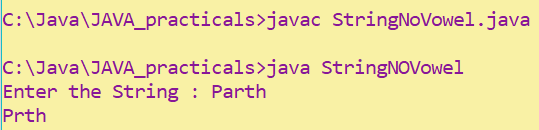 C:\Java\JAVA_practicals>javac StringNoVowel.java
C:\Java\JAVA_practicals>java StringNOVowel
Enter the String : Parth
Prth